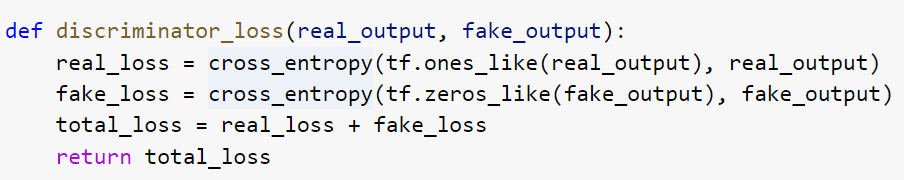 def discriminator_loss(real_output, fake_output):
    real_loss = cross_entropy(tf.ones_like(real_output), real_output)
    fake_loss = cross_entropy(tf.zeros_like(fake_output), fake_output)
    total_loss = real_loss + fake_loss
    return total_loss